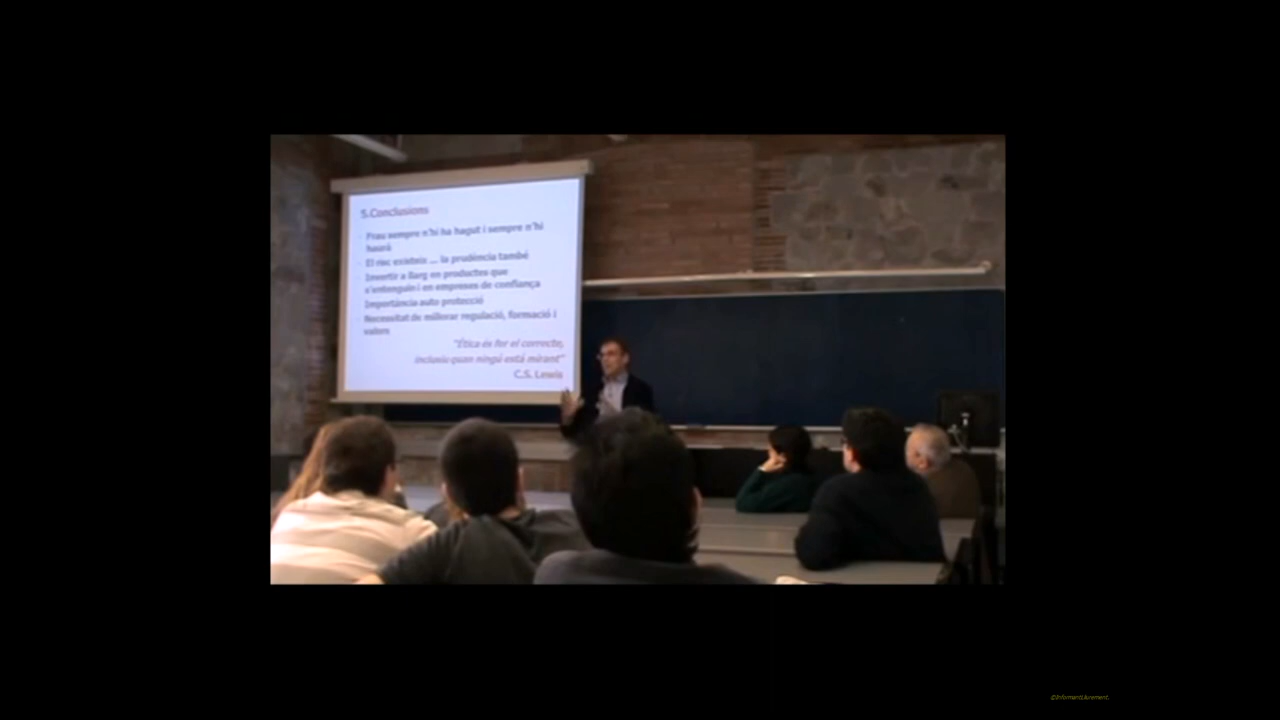 5.Conclusions
Frau sempre n'hi ha hagut i sempre n'hi
haurà
El risc existeix ... la prudència també
Invertir a llarg en productes que
s'entenguin i en empreses de confiança
Importància auto protecció
Necessitat de millorar regulació, formació i
valors
"Ètica és fer el correcte,
inclusiu quan ningú està mirant"
C.S. Lewis
©InformantLliurement.